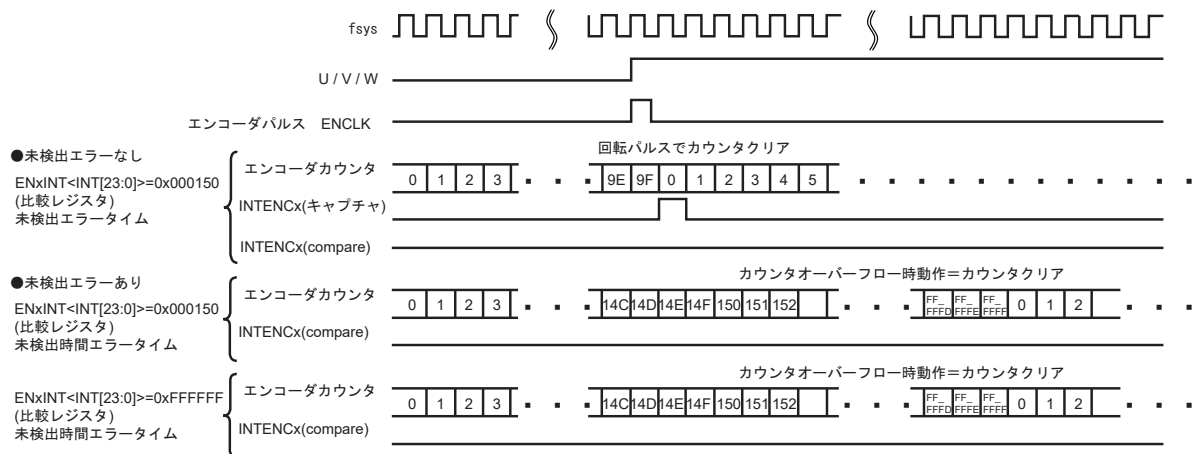 fsys
U / V / W
エンコーダパルス ENCLK
●未検出エラーなし
回転パルスでカウンタクリア
ENxINT<INT[23:0]>=0x000150
(比較レジスタ)
未検出エラータイム
エンコーダカウンタ
0 1 2 3 9E 9F 0 1 2 3 4 5
INTENCx(キャプチャ)
INTENCx(compare)
●未検出エラーあり
カウンタオーバーフロー時動作=カウンタクリア
ENxINT<INT[23:0]>=0x000150
(比較レジスタ)
未検出時間エラータイム
エンコーダカウンタ
0 1 2 3 14C 14D 14E 14F 150 151 152 FF_FFFD FF_FFFE FF_FFFF 0 1 2
INTENCx(compare)
カウンタオーバーフロー時動作=カウンタクリア
ENxINT<INT[23:0]>=0xFFFFFF
(比較レジスタ)
未検出時間エラータイム
エンコーダカウンタ
0 1 2 3 14C 14D 14E 14F 150 151 152 FF_FFFD FF_FFFE FF_FFFF 0 1 2
INTENCx(compare)